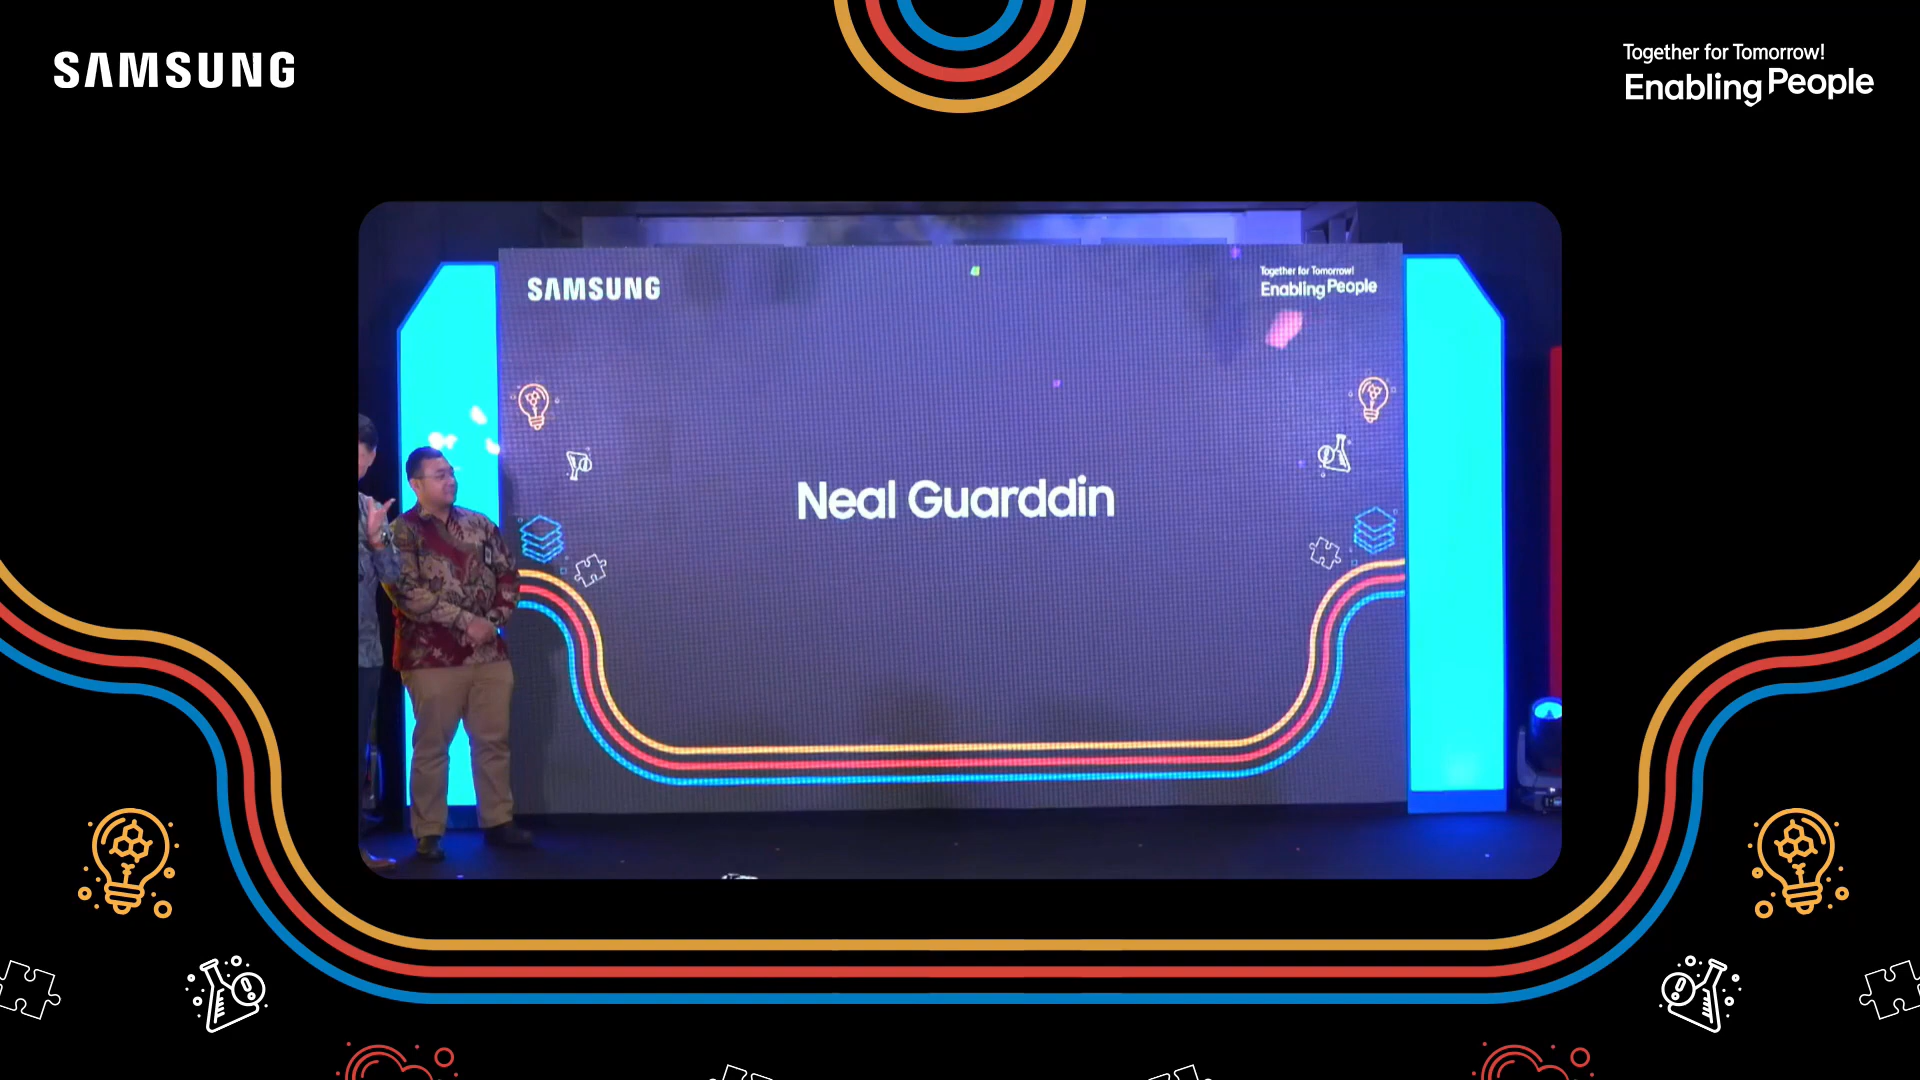 SAMSUNG
Together for Tomorrow!
Enabling People
SAMSUNG
Together for Tomorrow!
Enabling People
Neal Guarddin